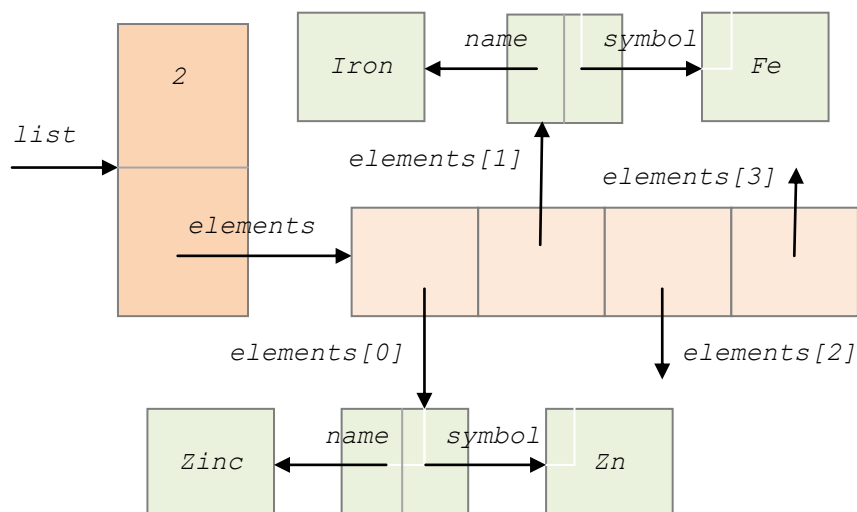 Iron
name
symbol
Fe
2
list
elements[1]
elements[3]
elements
elements[0]
elements[2]
Zinc
name
symbol
Zn